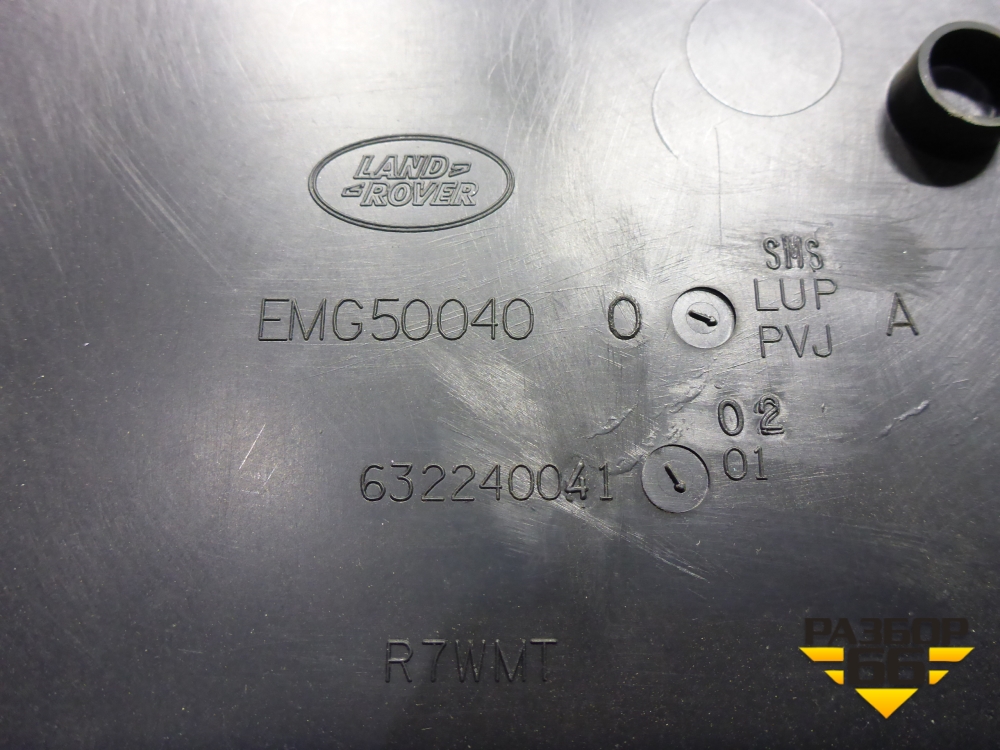 LAND
ROVER
SMS
EMG50040 0 LUP A
PVJ
02
632240041 01
R7WMT
РАЗБОР
66